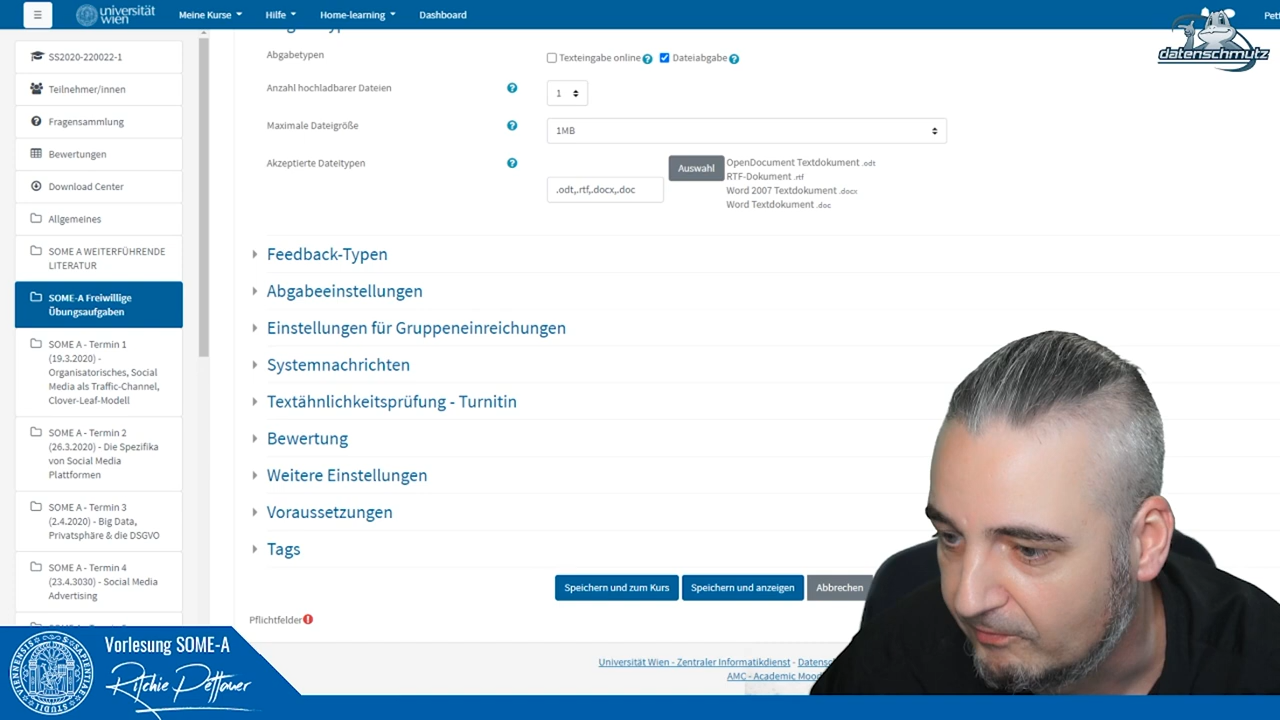 universität
wien
Meine Kurse
Hilfe
Home-learning
Dashboard
datenschmutz
SS2020-220022-1
Teilnehmer/innen
Fragensammlung
Bewertungen
Download Center
Allgemeines
SOME A WEITERFÜHRENDE
LITERATUR
SOME-A Freiwillige
Übungsaufgaben
SOME A - Termin 1
(19.3.2020) -
Organisatorisches, Social
Media als Traffic-Channel,
Clover-Leaf-Modell
SOME A - Termin 2
(26.3.2020) - Die Spezifika
von Social Media
Plattformen
SOME A - Termin 3
(2.4.2020) - Big Data,
Privatsphäre & die DSGVO
SOME A - Termin 4
(23.4.3030) - Social Media
Advertising
Abgabetypen
Texteingabe online
Dateiabgabe
Anzahl hochladbarer Dateien
1
Maximale Dateigröße
1MB
Akzeptierte Dateitypen
.odt,.rtf,.docx,.doc
Auswahl
OpenDocument Textdokument .odt
RTF-Dokument .rtf
Word 2007 Textdokument .docx
Word Textdokument .doc
Feedback-Typen
Abgabeeinstellungen
Einstellungen für Gruppeneinreichungen
Systemnachrichten
Textähnlichkeitsprüfung - Turnitin
Bewertung
Weitere Einstellungen
Voraussetzungen
Tags
Speichern und zum Kurs
Speichern und anzeigen
Abbrechen
Pflichtfelder
Universität Wien - Zentraler Informatikdienst - Datensch
AMC - Academic Mood
Vorlesung SOME-A
Ritchie Pettauer